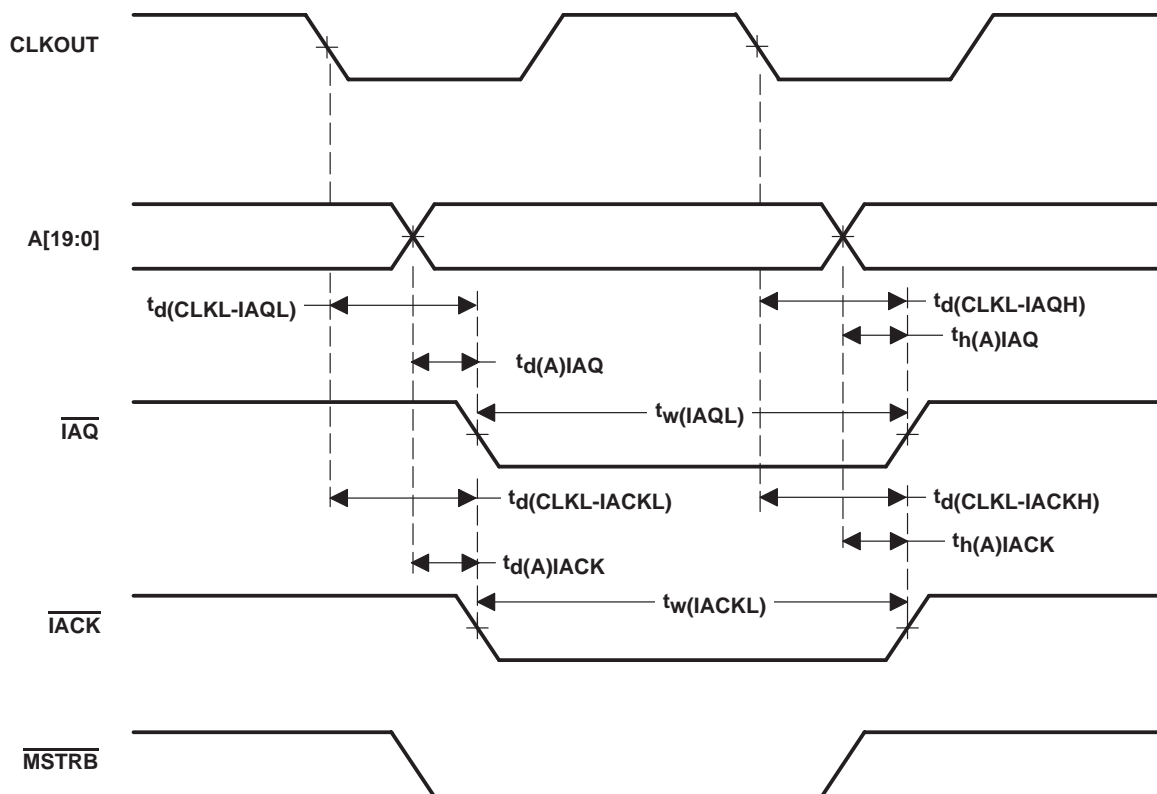 CLKOUT
A[19:0]
td(CLKL-IAQL)
td(CLKL-IAQH)
th(A)IAQ
td(A)IAQ
IAQ
tw(IAQL)
td(CLKL-IACKL)
td(CLKL-IACKH)
th(A)IACK
td(A)IACK
IACK
tw(IACKL)
MSTRB